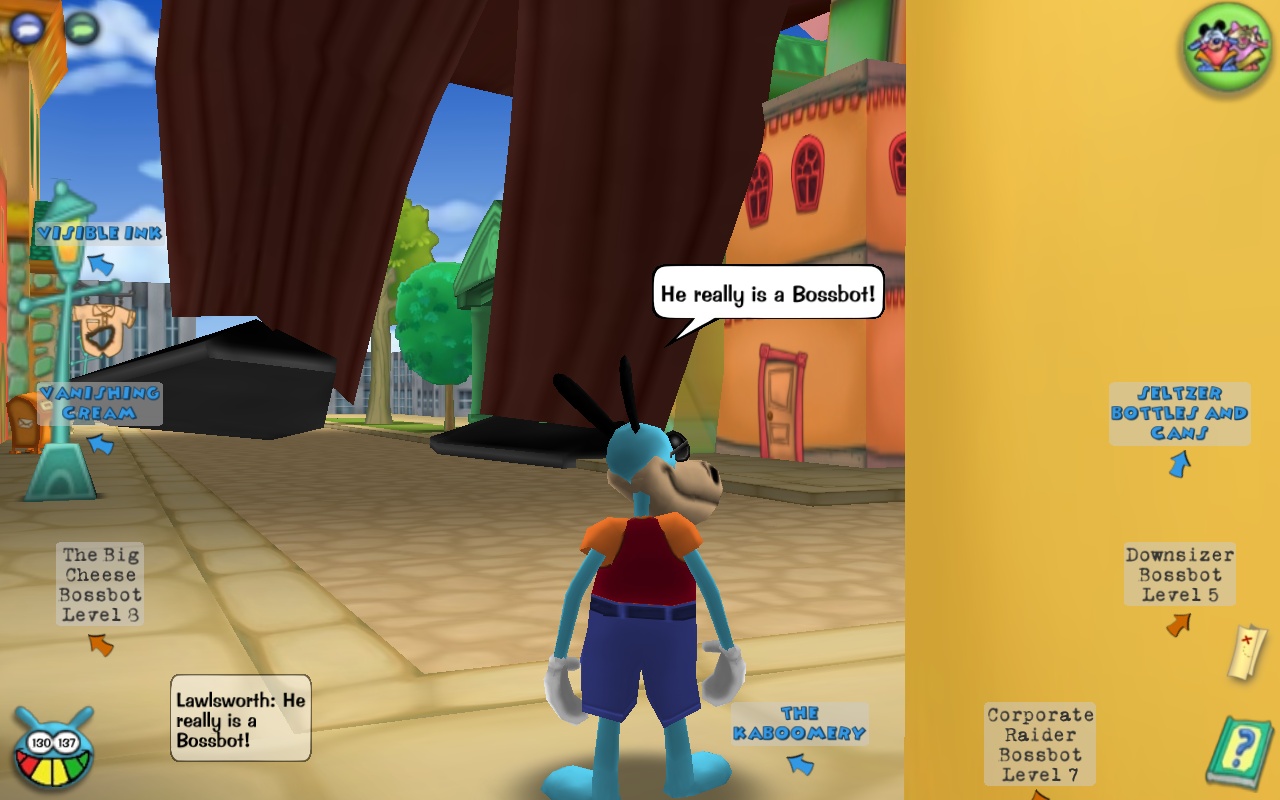 VISIBLE INK
He really is a Bossbot!
VANISHING
CREAM
SELTZER
BOTTLES AND
CANS
The Big
Cheese
Bossbot
Level 8
Downsizer
Bossbot
Level 5
Lawlsworth: He
really is a
Bossbot!
130 137
THE
KABOOMERY
Corporate
Raider
Bossbot
Level 7
?